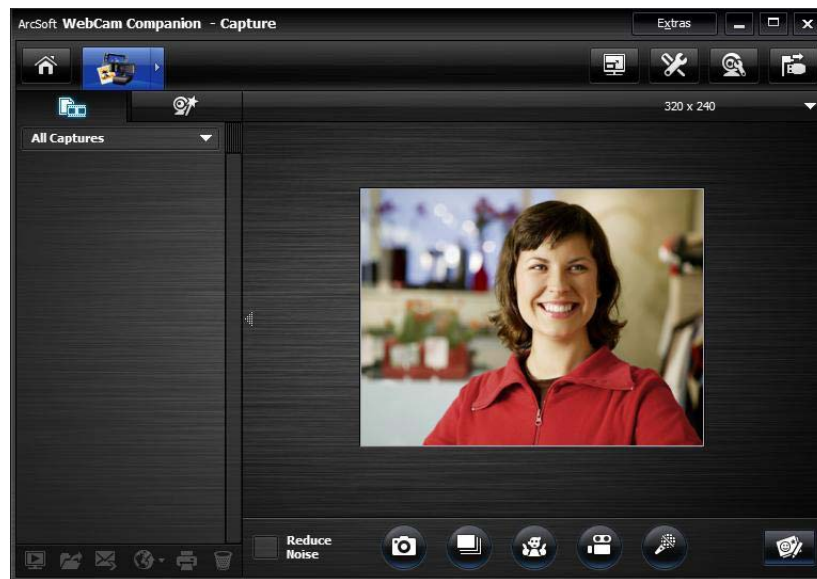 ArcSoft WebCam Companion - Capture
Extras
320 x 240
All Captures
Reduce
Noise